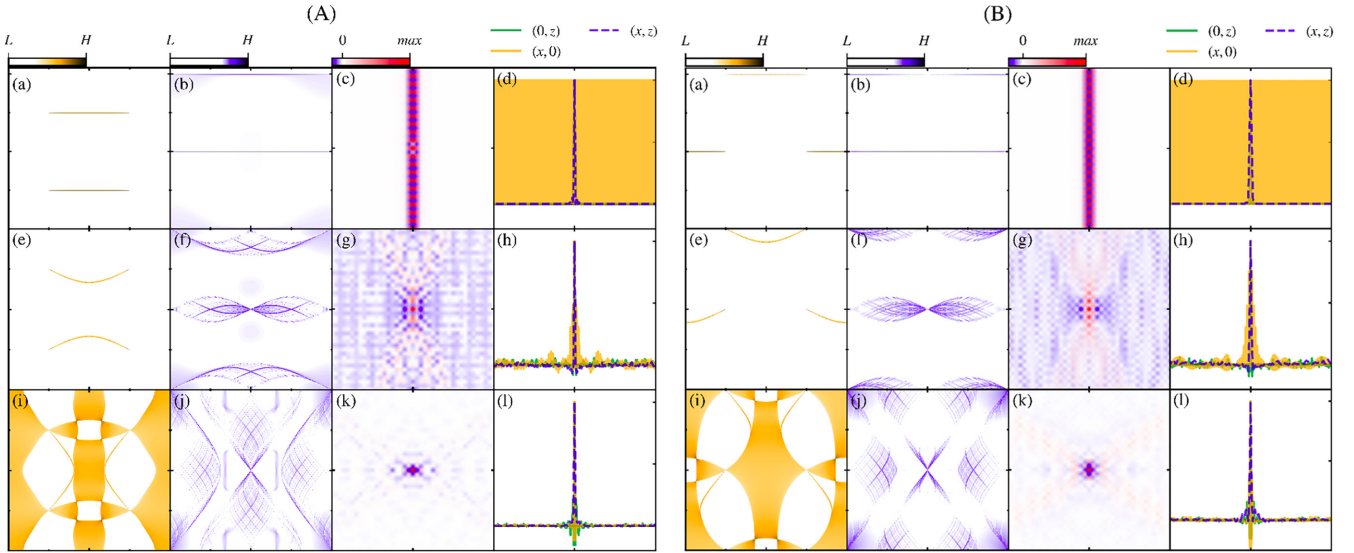 (A)
(B)
L H L H 0 max (0, z) (x, z)
(x, 0)
L H L H 0 max (0, z) (x, z)
(x, 0)
(a) (b) (c) (d) (a) (b) (c) (d)
(e) (f) (g) (h) (e) (f) (g) (h)
(i) (j) (k) (l) (i) (j) (k) (l)